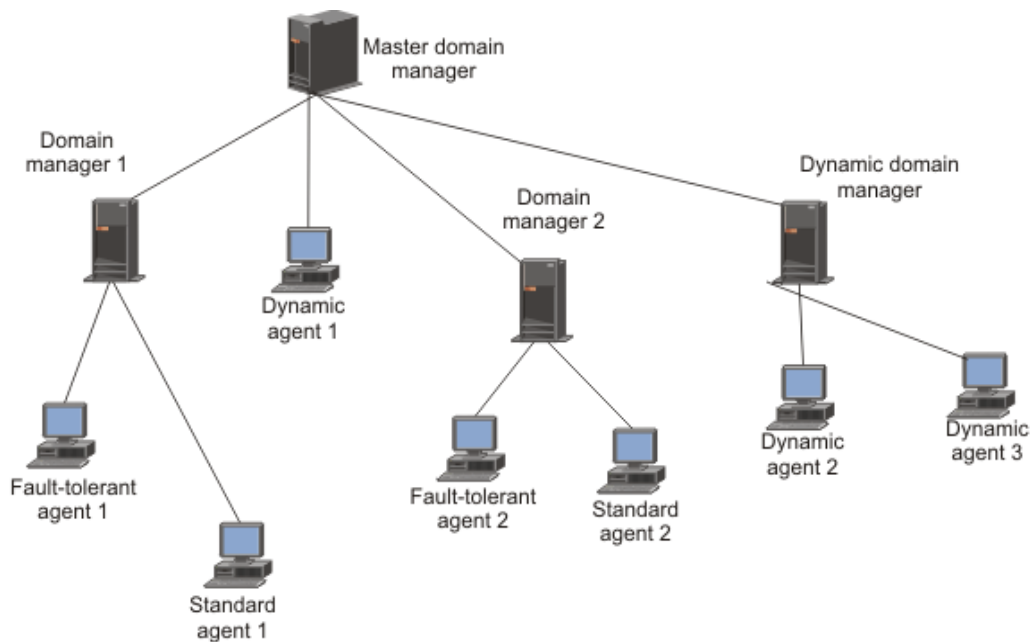 Master domain
manager
Domain
manager 1
Dynamic domain
manager
Domain
manager 2
Dynamic
agent 1
Fault-tolerant
agent 1
Standard
agent 1
Fault-tolerant
agent 2
Standard
agent 2
Dynamic
agent 2
Dynamic
agent 3